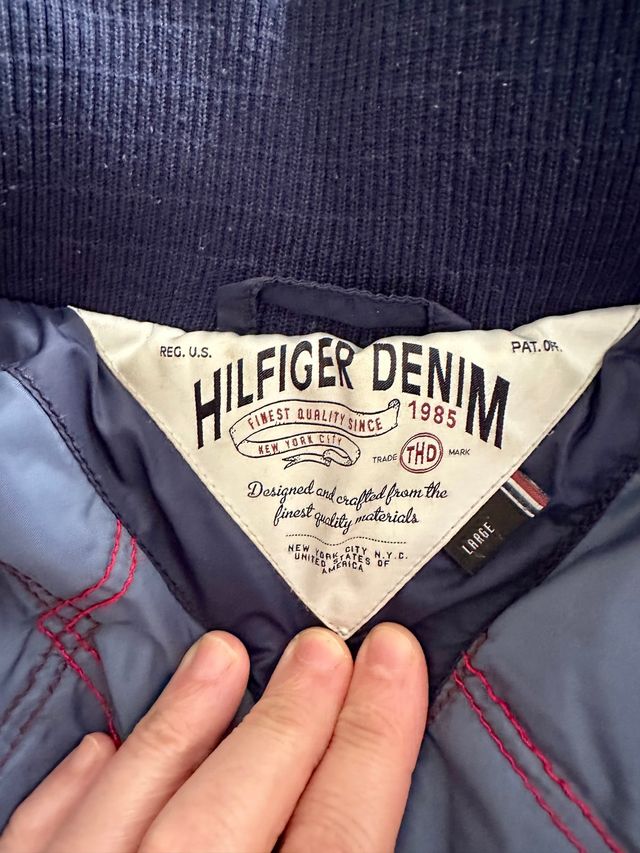 REG. U.S.
PAT. OFF.
HILFIGER DENIM
FINEST QUALITY SINCE 1985
NEW YORK CITY
TRADE THD MARK
Designed and crafted from the
finest quality materials
NEW YORK CITY N.Y.C.
UNITED STATES OF
AMERICA
LARGE